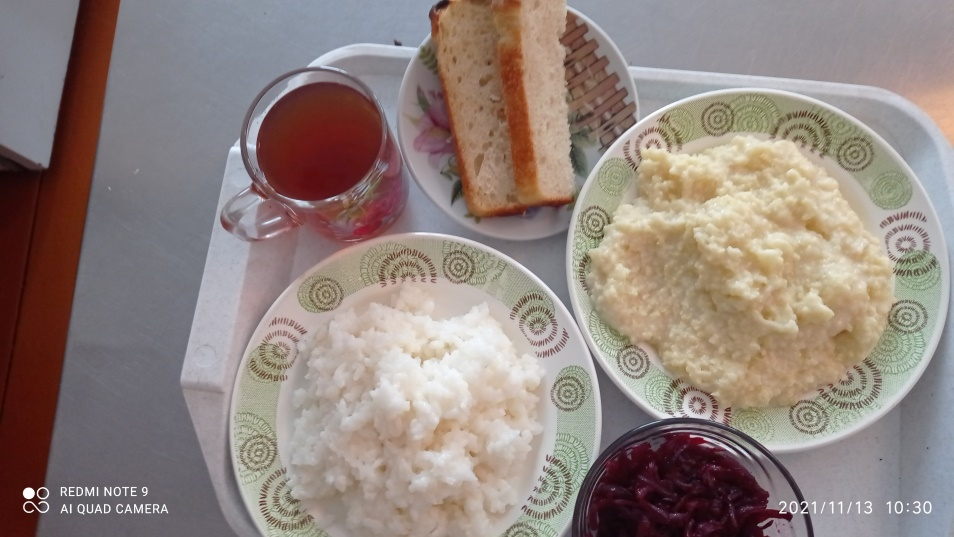 REDMI NOTE 9
AI QUAD CAMERA
2021/11/13 10:30